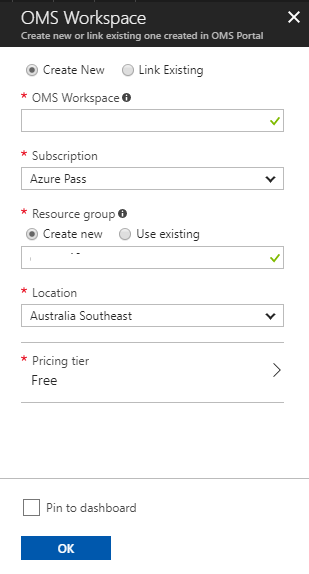 OMS Workspace
Create new or link existing one created in OMS Portal
Create New Link Existing
* OMS Workspace
* Subscription
Azure Pass
* Resource group
Create new Use existing
* Location
Australia Southeast
* Pricing tier
Free
Pin to dashboard
OK